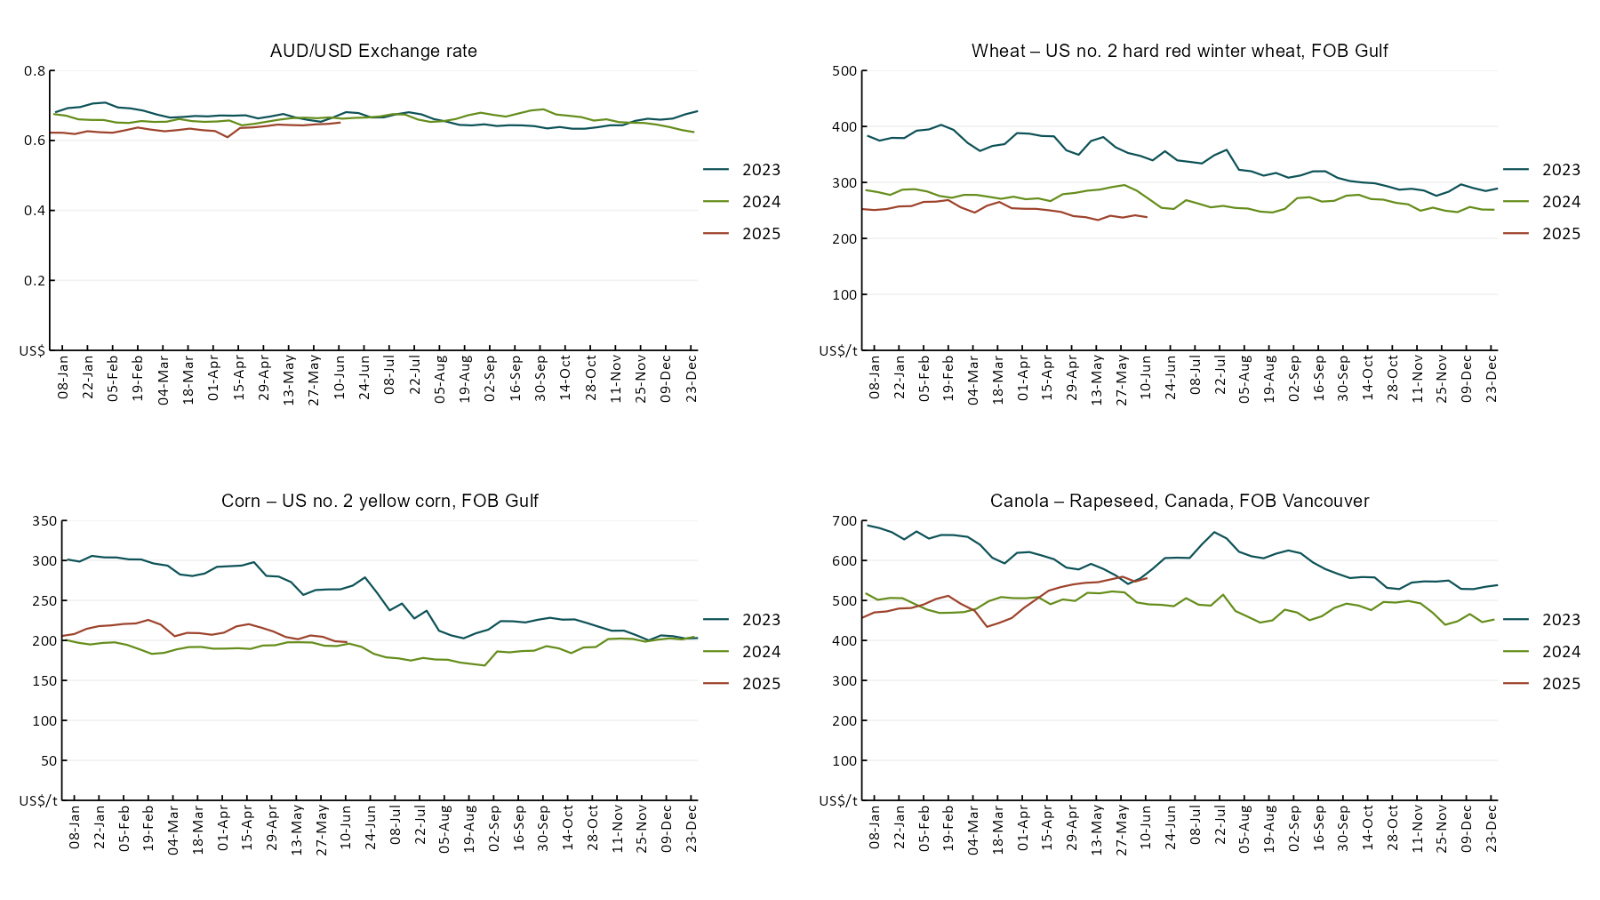 AUD/USD Exchange rate
0.8
0.6
0.4
0.2
US$
08-Jan
22-Jan
05-Feb
19-Feb
04-Mar
18-Mar
01-Apr
15-Apr
29-Apr
13-May
27-May
10-Jun
24-Jun
08-Jul
22-Jul
05-Aug
19-Aug
02-Sep
16-Sep
30-Sep
14-Oct
28-Oct
11-Nov
25-Nov
09-Dec
23-Dec
2023
2024
2025
Wheat – US no. 2 hard red winter wheat, FOB Gulf
500
400
300
200
100
US$/t
08-Jan
22-Jan
05-Feb
19-Feb
04-Mar
18-Mar
01-Apr
15-Apr
29-Apr
13-May
27-May
10-Jun
24-Jun
08-Jul
22-Jul
05-Aug
19-Aug
02-Sep
16-Sep
30-Sep
14-Oct
28-Oct
11-Nov
25-Nov
09-Dec
23-Dec
2023
2024
2025
Corn – US no. 2 yellow corn, FOB Gulf
350
300
250
200
150
100
50
US$/t
08-Jan
22-Jan
05-Feb
19-Feb
04-Mar
18-Mar
01-Apr
15-Apr
29-Apr
13-May
27-May
10-Jun
24-Jun
08-Jul
22-Jul
05-Aug
19-Aug
02-Sep
16-Sep
30-Sep
14-Oct
28-Oct
11-Nov
25-Nov
09-Dec
23-Dec
2023
2024
2025
Canola – Rapeseed, Canada, FOB Vancouver
700
600
500
400
300
200
100
US$/t
08-Jan
22-Jan
05-Feb
19-Feb
04-Mar
18-Mar
01-Apr
15-Apr
29-Apr
13-May
27-May
10-Jun
24-Jun
08-Jul
22-Jul
05-Aug
19-Aug
02-Sep
16-Sep
30-Sep
14-Oct
28-Oct
11-Nov
25-Nov
09-Dec
23-Dec
2023
2024
2025